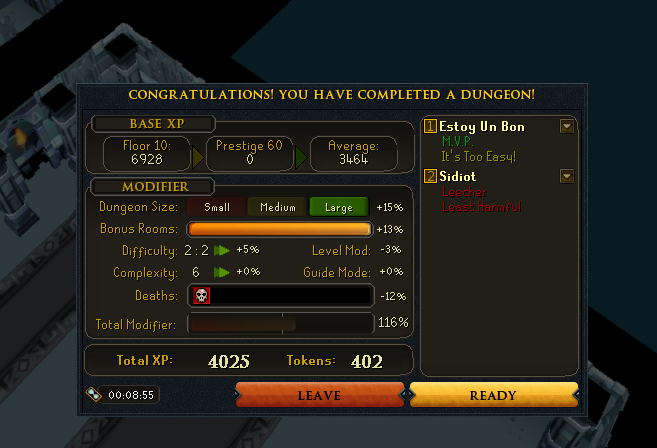 CONGRATULATIONS! YOU HAVE COMPLETED A DUNGEON!
BASE XP
Floor 10: Prestige 60 Average:
6928 0 3464
MODIFIER
Dungeon Size: Small Medium Large +15%
Bonus Rooms: +13%
Difficulty: 2 : 2 +5% Level Mod: -3%
Complexity: 6 +0% Guide Mode: +0%
Deaths: -12%
Total Modifier: 116%
Total XP: 4025 Tokens: 402
00:08:55
LEAVE
READY
1 Estoy Un Bon
M.V.P.
It's Too Easy!
2 Sidiot
Leecher
Least Harmful